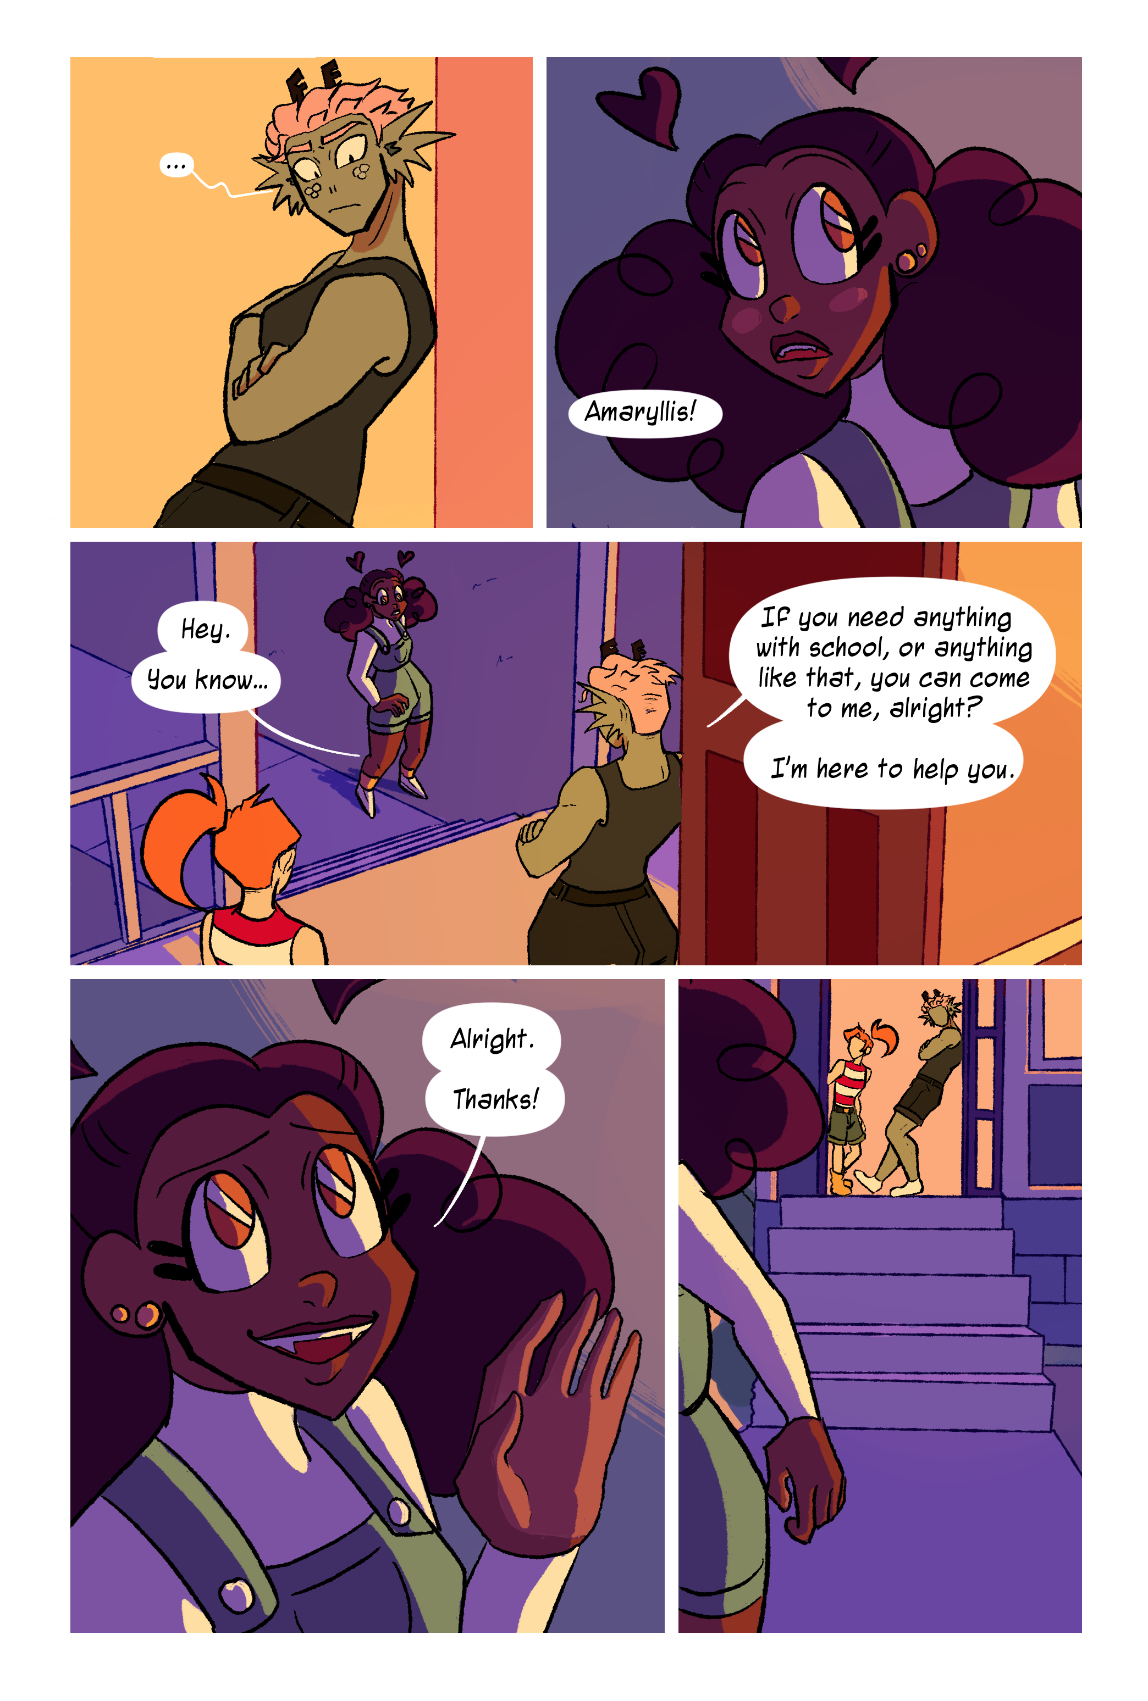 ...
Amaryllis!
Hey.
You know...
If you need anything
with school, or anything
like that, you can come
to me, alright?
I'm here to help you.
Alright.
Thanks!